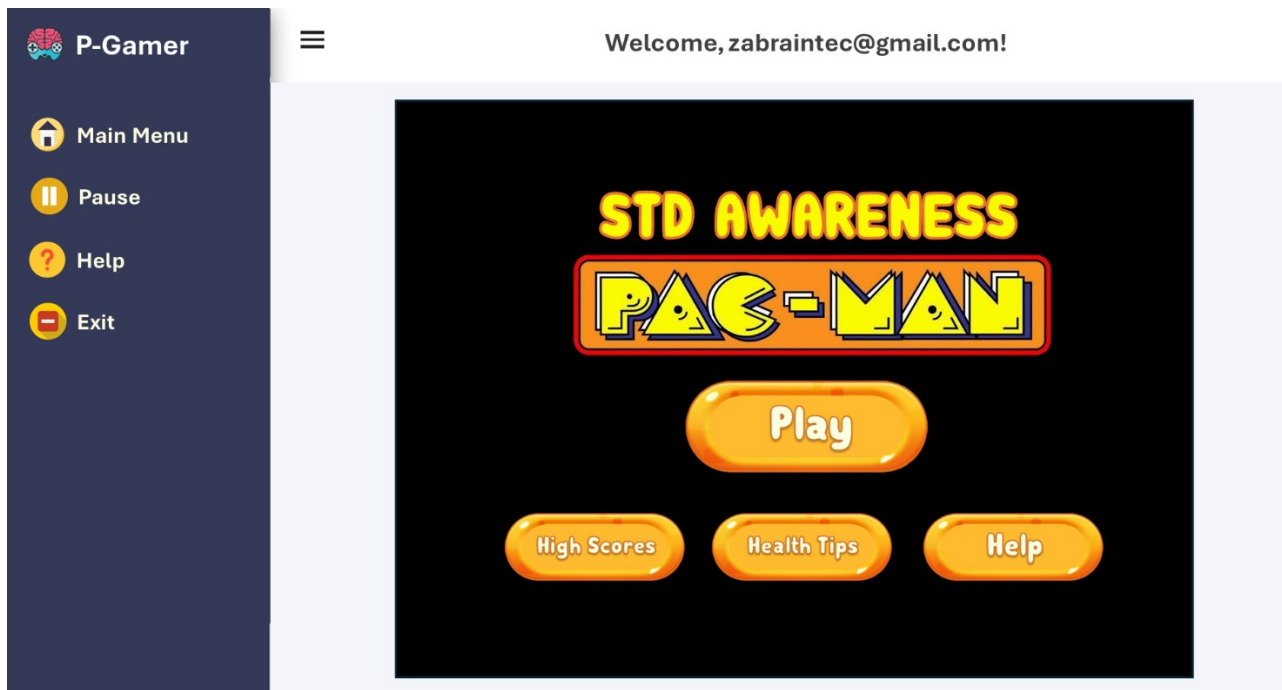 P-Gamer
Welcome, zabraintec@gmail.com!
Main Menu
Pause
?
Help
Exit
STD AWARENESS
PAC-MAN
Play
High Scores
Health Tips
Help